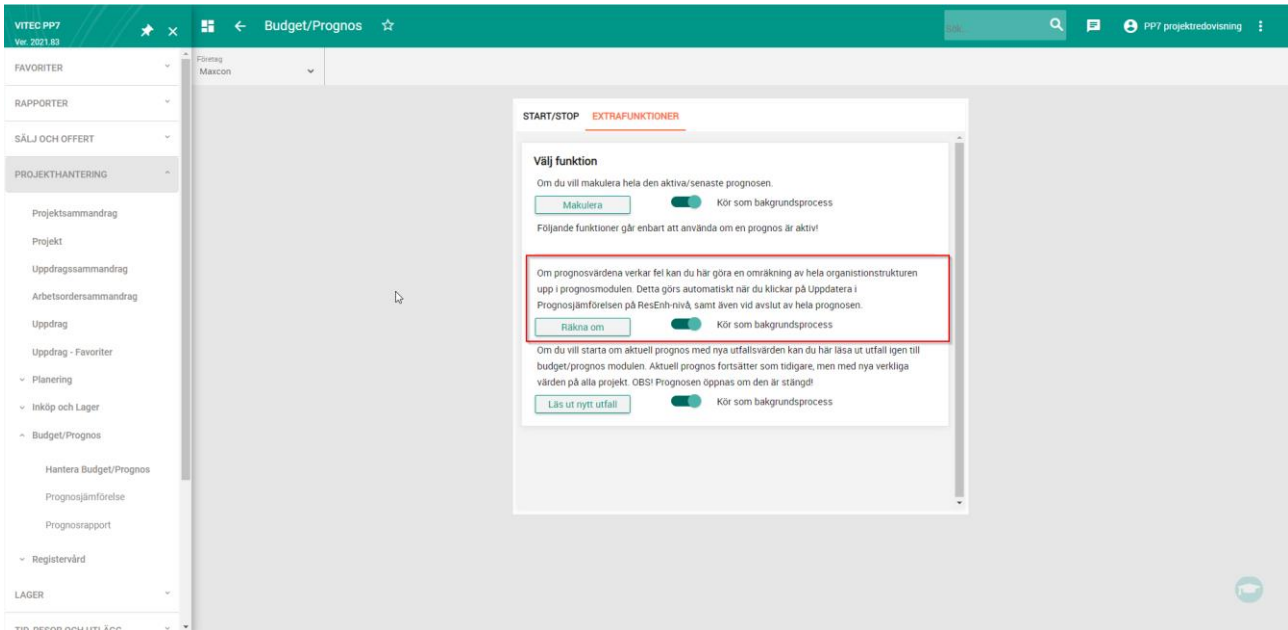 VITEC PP7
Ver. 2021.83
Budget/Prognos
Sök...
PP7 projektredovisning
FAVORITER
RAPPORTER
SÄLJ OCH OFFERT
PROJEKTHANTERING
Projektsammandrag
Projekt
Uppdragssammandrag
Arbetsordersammandrag
Uppdrag
Uppdrag - Favoriter
Planering
Inköp och Lager
Budget/Prognos
Hantera Budget/Prognos
Prognosjämförelse
Prognosrapport
Registervård
LAGER
TID, RESOR OCH UTLÄGG
Företag
Maxcon
START/STOP EXTRAFUNKTIONER
Välj funktion
Om du vill makulera hela den aktiva/senaste prognosen.
Makulera Kör som bakgrundsprocess
Följande funktioner går enbart att använda om en prognos är aktiv!
Om prognosvärdena verkar fel kan du här göra en omräkning av hela organistionstrukturen
upp i prognosmodulen. Detta görs automatiskt när du klickar på Uppdatera i
Prognosjämförelsen på ResEnh-nivå, samt även vid avslut av hela prognosen.
Räkna om Kör som bakgrundsprocess
Om du vill starta om aktuell prognos med nya utfallsvärden kan du här läsa ut utfall igen till
budget/prognos modulen. Aktuell prognos fortsätter som tidigare, men med nya verkliga
värden på alla projekt. OBS! Prognosen öppnas om den är stängd!
Läs ut nytt utfall Kör som bakgrundsprocess